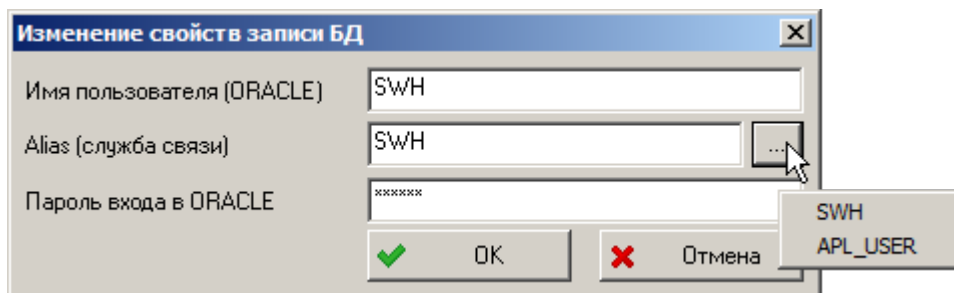 Изменение свойств записи БД
Имя пользователя (ORACLE) SWH
Alias (служба связи) SWH ...
Пароль входа в ORACLE ******
SWH
OK Отмена
APL_USER